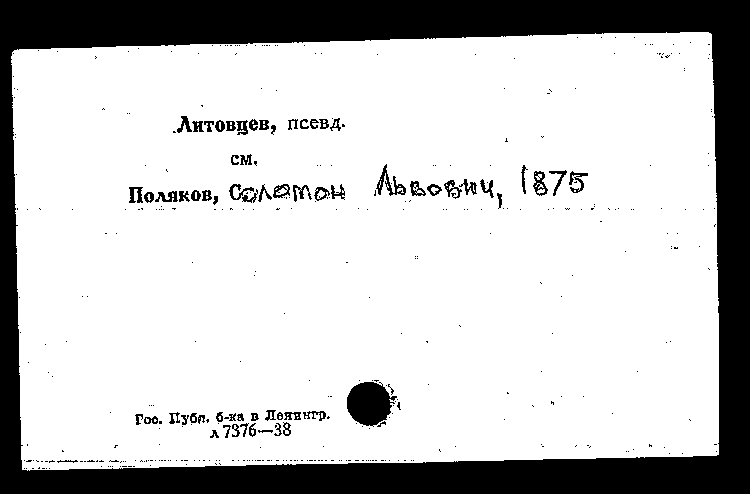 Литовцев, псевд.
см.
Поляков, Соломон Львович, 1875
Гос. Публ. б-ка в Ленингр.
л 7376—38